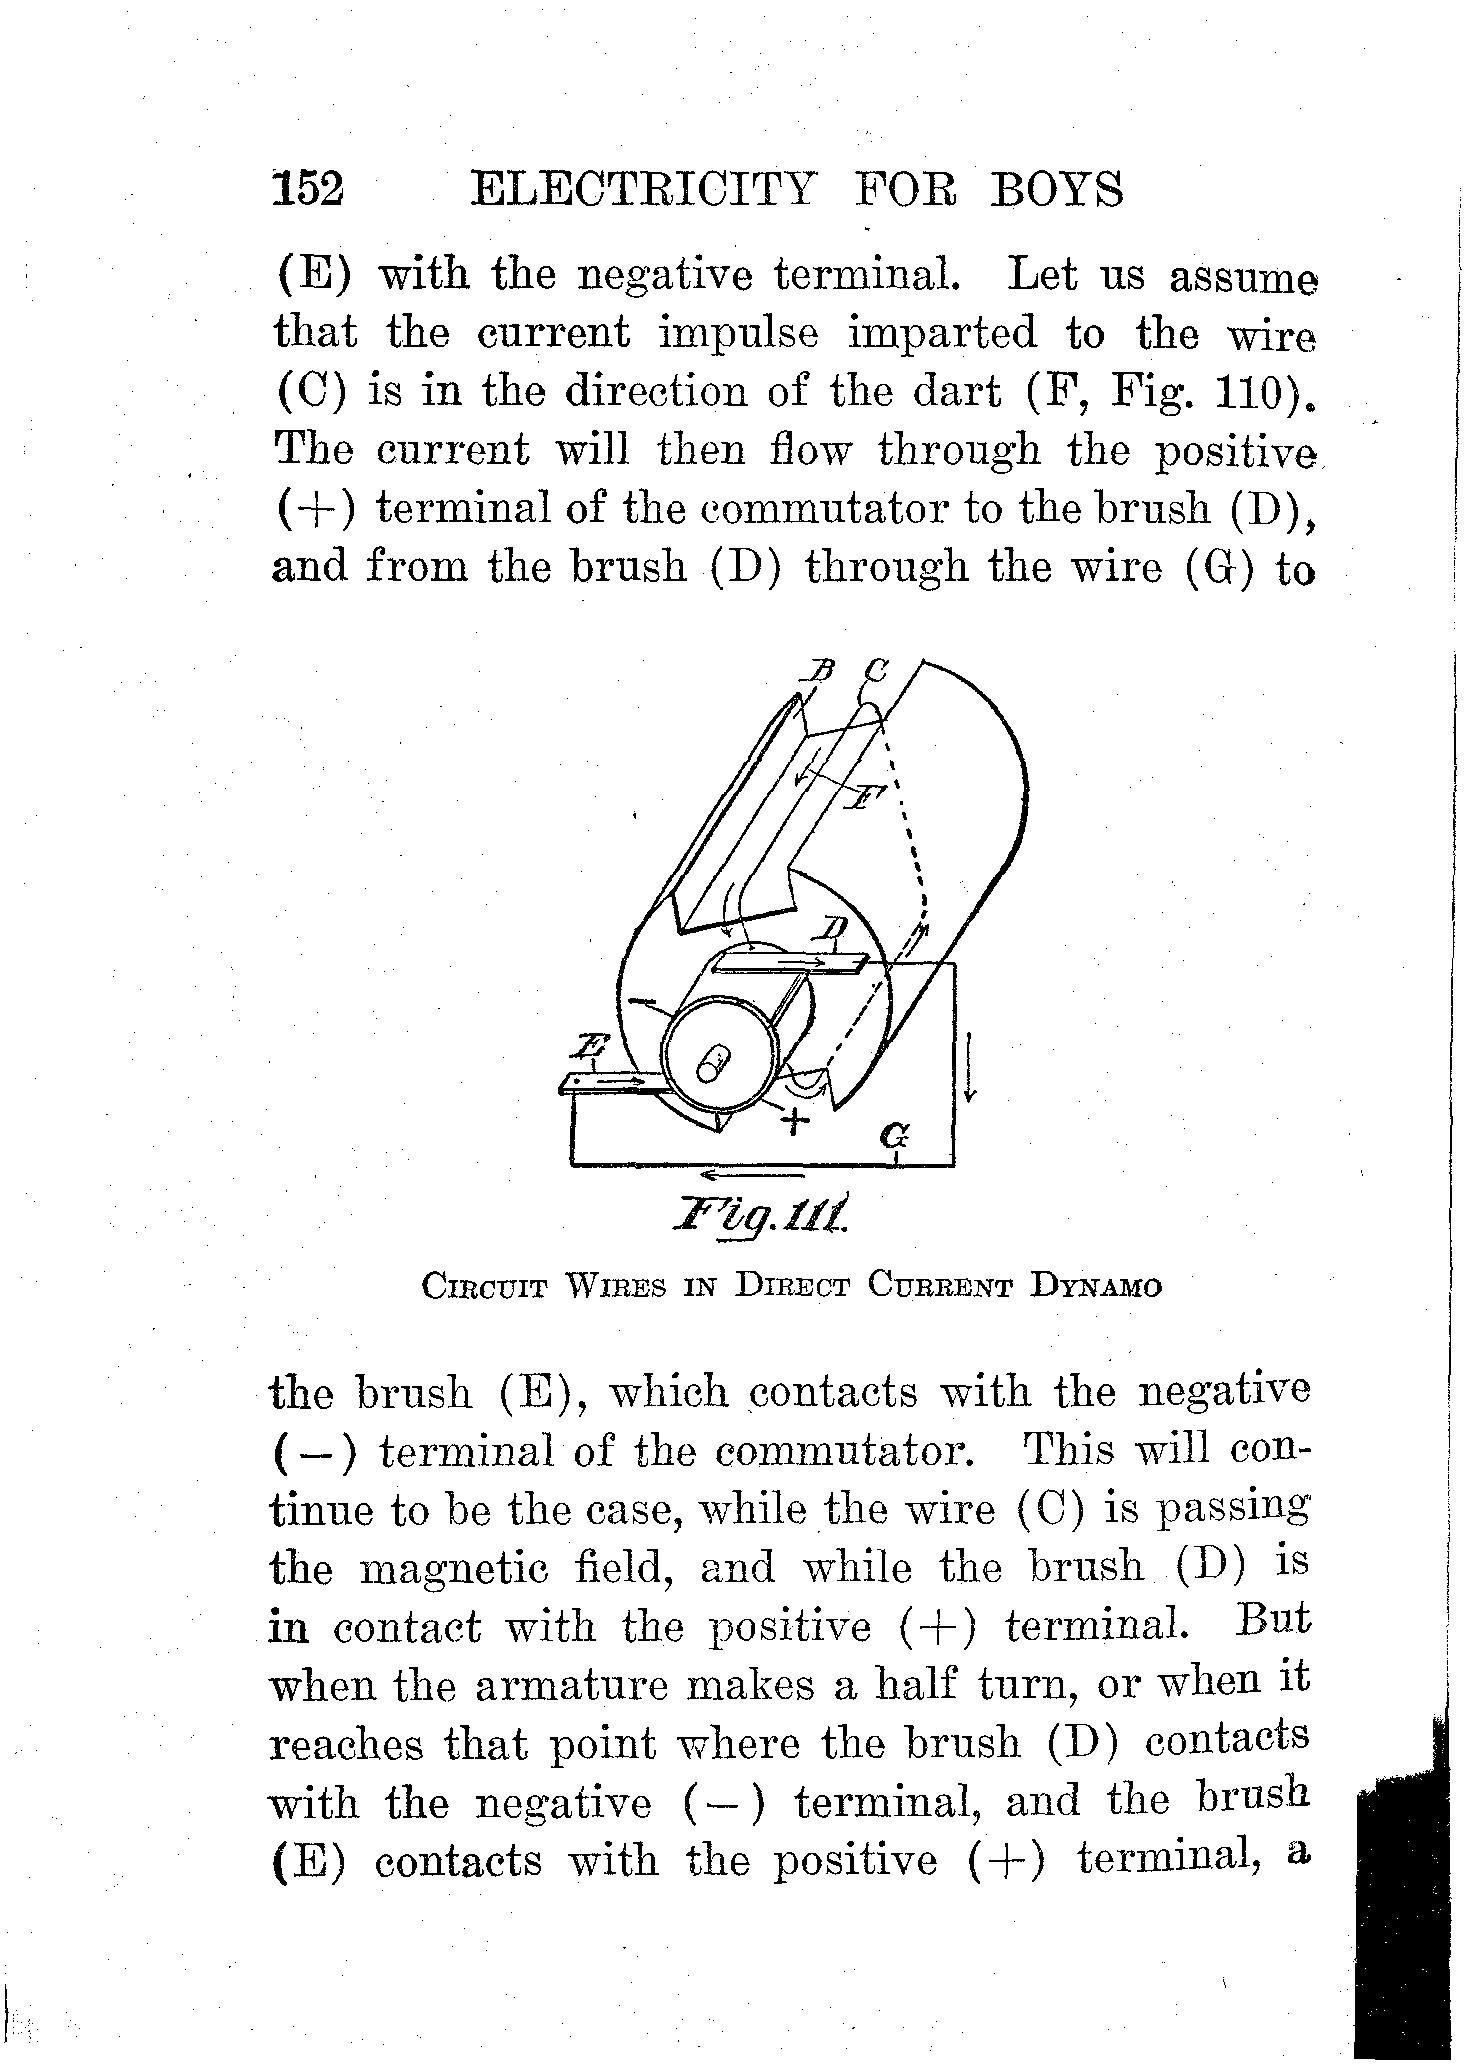 152 ELECTRICITY FOR BOYS
(E) with the negative terminal. Let us assume
that the current impulse imparted to the wire
(C) is in the direction of the dart (F, Fig. 110).
The current will then flow through the positive
(+) terminal of the commutator to the brush (D),
and from the brush (D) through the wire (G) to
B C
F
D
−
E
+
G
Fig. 111.
CIRCUIT WIRES IN DIRECT CURRENT DYNAMO
the brush (E), which contacts with the negative
(−) terminal of the commutator. This will con-
tinue to be the case, while the wire (C) is passing
the magnetic field, and while the brush (D) is
in contact with the positive (+) terminal. But
when the armature makes a half turn, or when it
reaches that point where the brush (D) contacts
with the negative (−) terminal, and the brush
(E) contacts with the positive (+) terminal, a